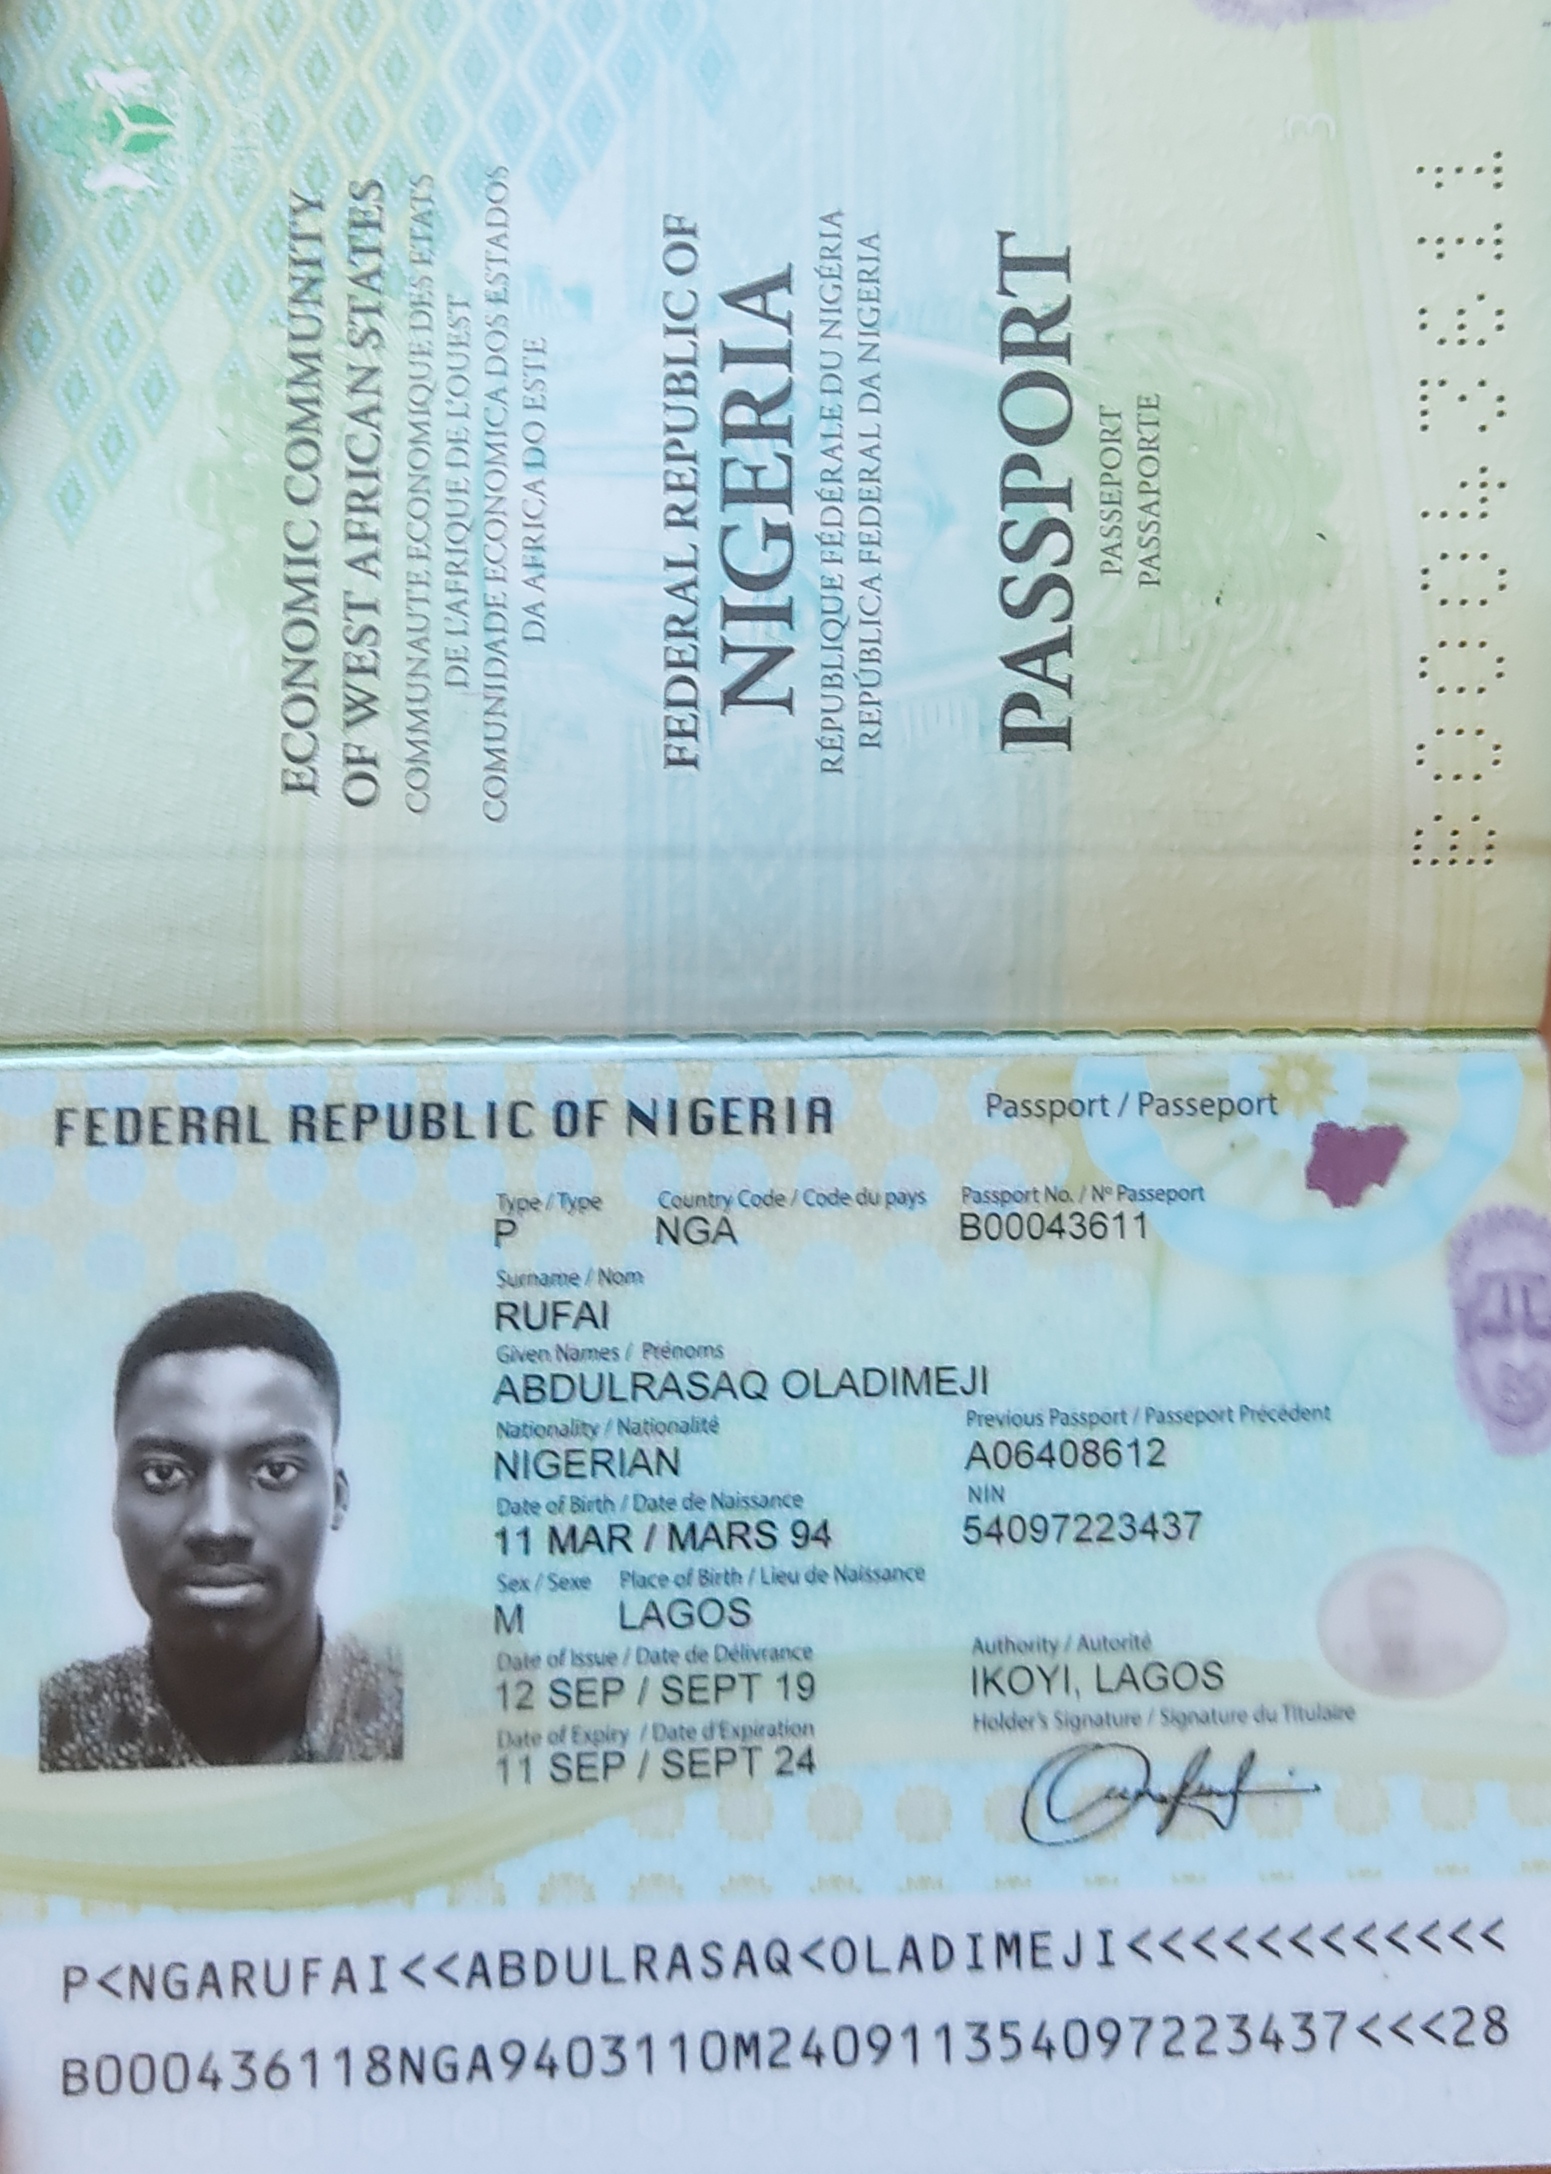 ECONOMIC COMMUNITY
OF WEST AFRICAN STATES
COMMUNAUTE ECONOMIQUE DES ETATS
DE L'AFRIQUE DE L'OUEST
COMUNIDADE ECONOMICA DOS ESTADOS
DA AFRICA DO ESTE
FEDERAL REPUBLIC OF
NIGERIA
RÉPUBLIQUE FÉDÉRALE DU NIGÉRIA
REPÚBLICA FEDERAL DA NIGERIA
PASSPORT
PASSEPORT
PASSAPORTE
3
B00043611
FEDERAL REPUBLIC OF NIGERIA
Passport / Passeport
Type / Type Country Code / Code du pays Passport No. / Nº Passeport
P NGA B00043611
Surname / Nom
RUFAI
Given Names / Prénoms
ABDULRASAQ OLADIMEJI
Nationality / Nationalité Previous Passport / Passeport Précédent
NIGERIAN A06408612
Date of Birth / Date de Naissance NIN
11 MAR / MARS 94 54097223437
Sex / Sexe Place of Birth / Lieu de Naissance
M LAGOS
Date of Issue / Date de Délivrance Authority / Autorité
12 SEP / SEPT 19 IKOYI, LAGOS
Date of Expiry / Date d'Expiration Holder's Signature / Signature du Titulaire
11 SEP / SEPT 24
P<NGARUFAI<<ABDULRASAQ<OLADIMEJI<<<<<<<<<<<<
B000436118NGA9403110M240911354097223437<<<28